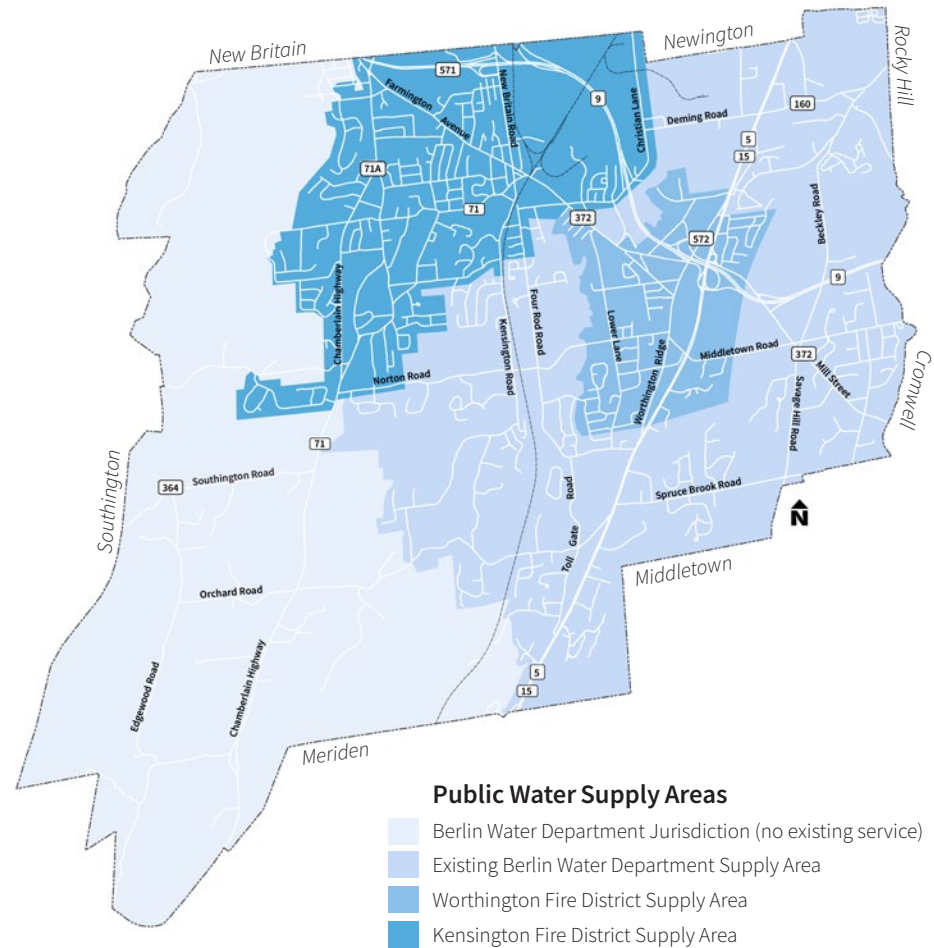 New Britain
Newington
Rocky Hill
571
Farmington
Avenue
New Britain Road
9
Christian Lane
Deming Road
160
5
15
71A
71
372
572
Beckley Road
9
Chamberlain Highway
Four Rod Road
Kensington Road
Lower Lane
Worthington Ridge
Middletown Road
372
Mill Street
Savage Hill Road
Cromwell
Norton Road
71
Southington
364
Southington Road
Toll Gate Road
Spruce Brook Road
N
Middletown
Orchard Road
Edgewood Road
Chamberlain Highway
5
15
Meriden
Public Water Supply Areas
Berlin Water Department Jurisdiction (no existing service)
Existing Berlin Water Department Supply Area
Worthington Fire District Supply Area
Kensington Fire District Supply Area